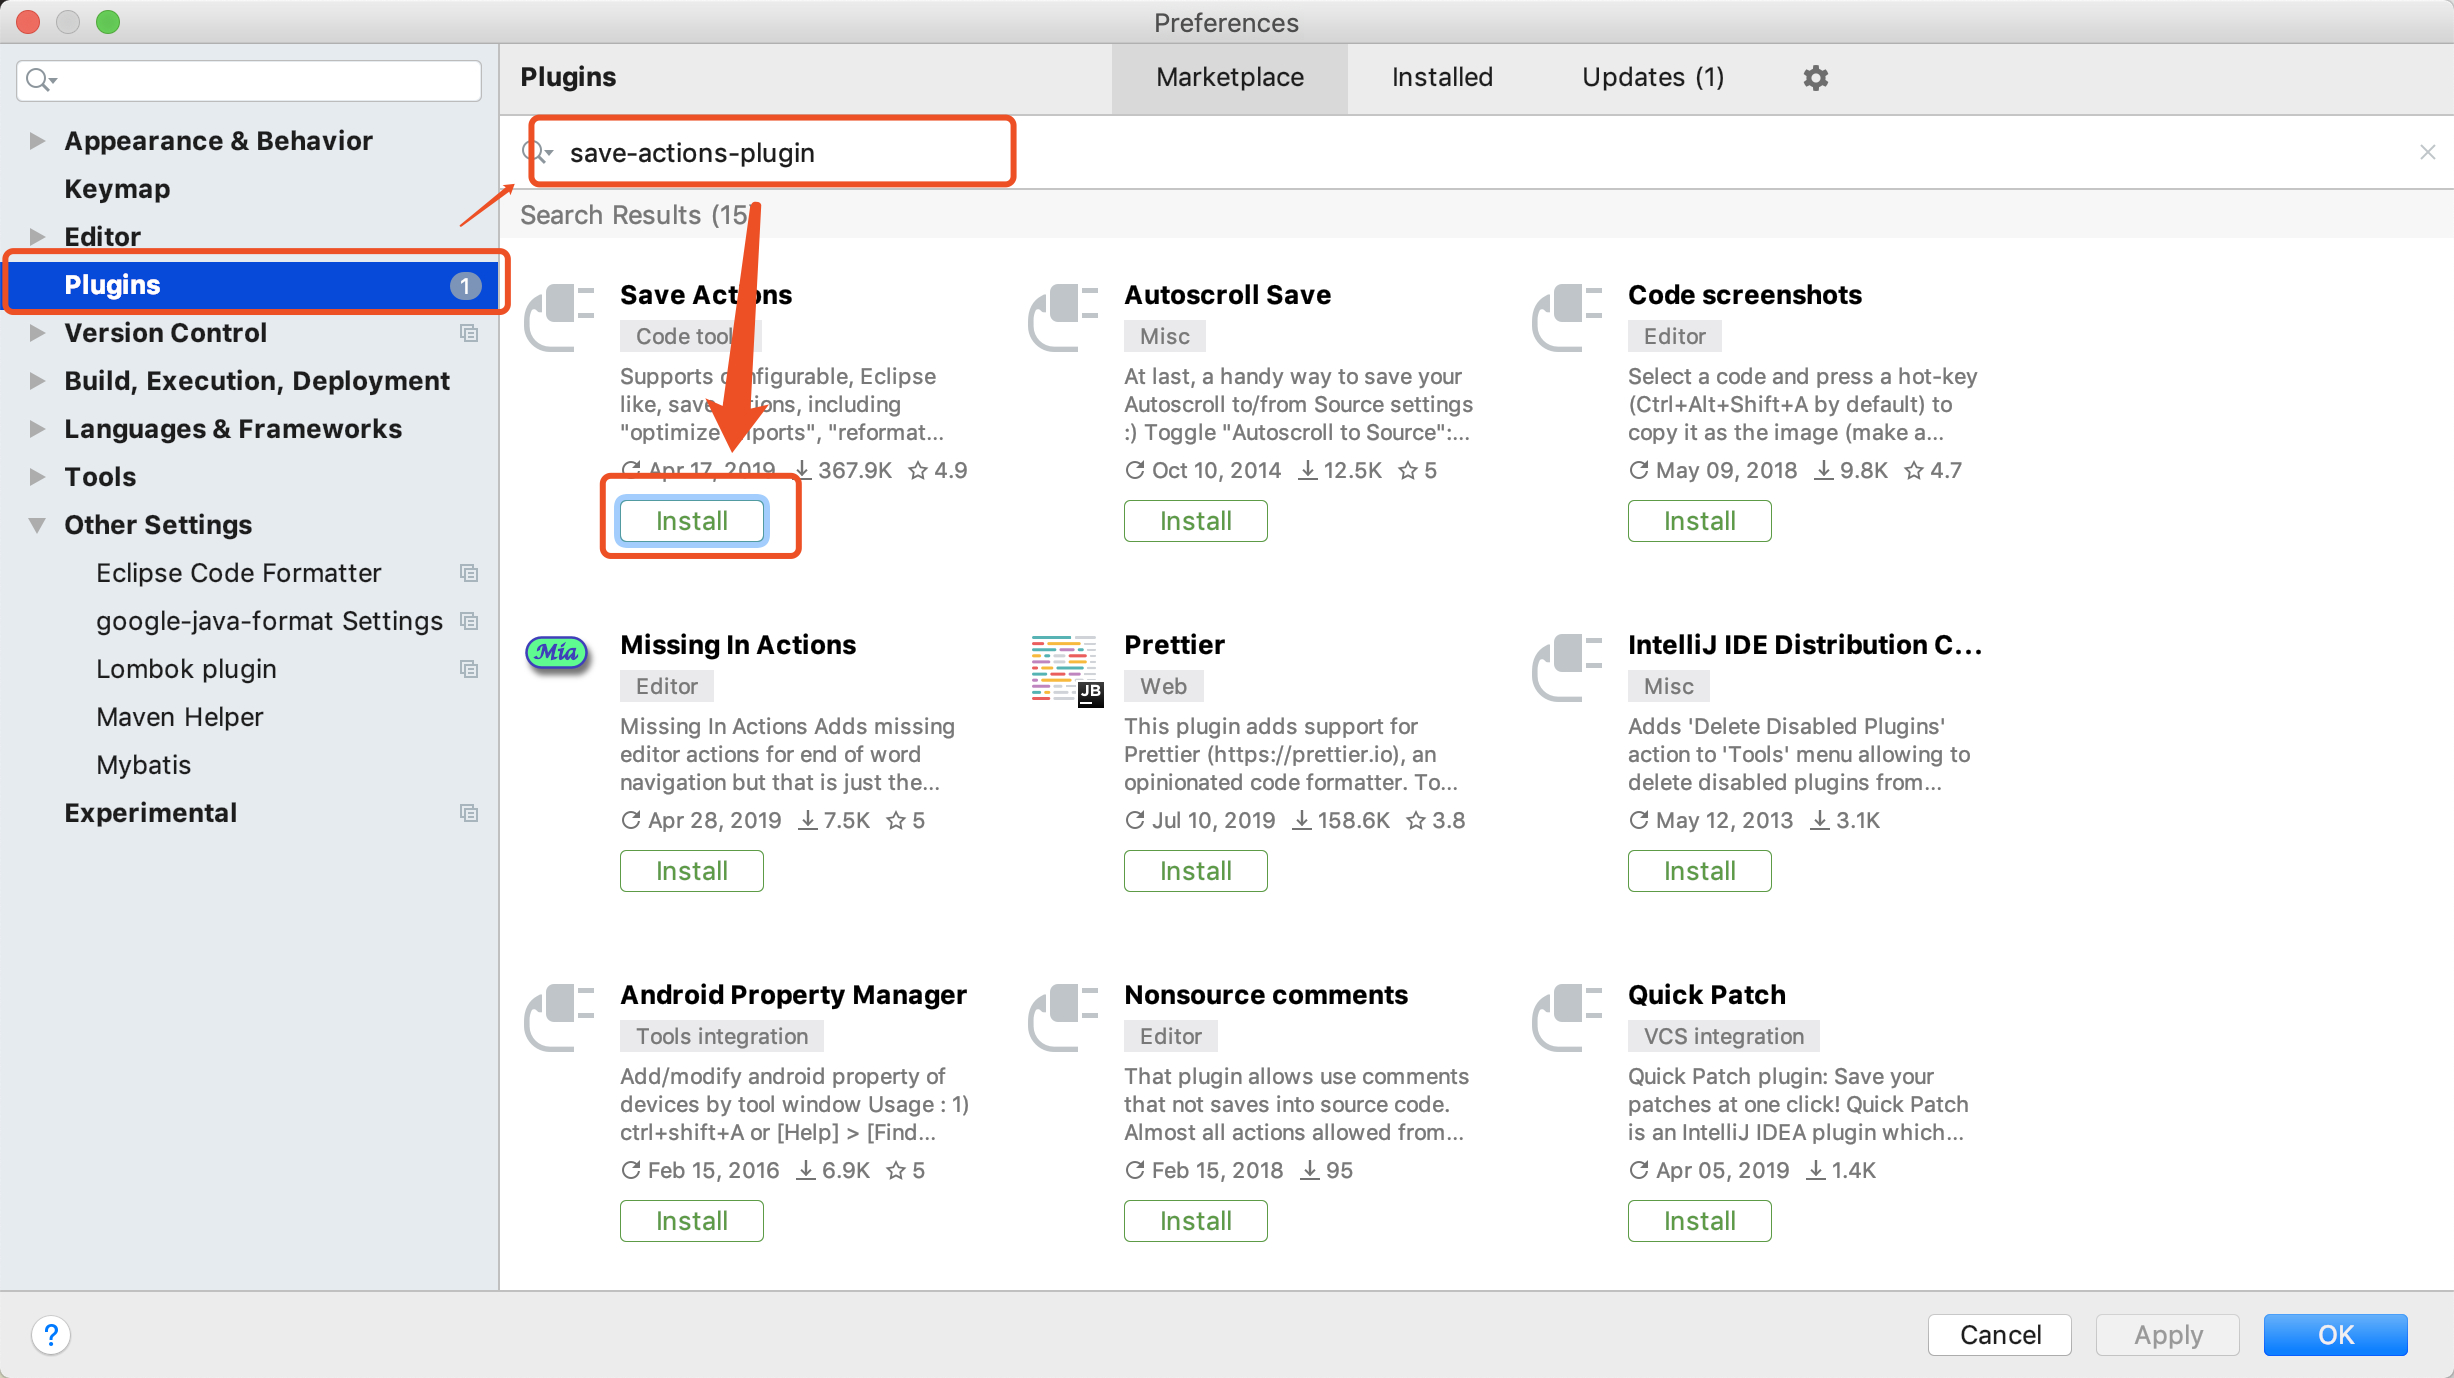 Preferences
Plugins
Marketplace
Installed
Updates (1)
save-actions-plugin
Appearance & Behavior
Keymap
Editor
Plugins 1
Version Control
Build, Execution, Deployment
Languages & Frameworks
Tools
Other Settings
Eclipse Code Formatter
google-java-format Settings
Lombok plugin
Maven Helper
Mybatis
Experimental
Search Results (15)
Save Actions
Code tools
Supports configurable, Eclipse
like, save actions, including
"optimize imports", "reformat...
Apr 17, 2019 367.9K 4.9
Install
Autoscroll Save
Misc
At last, a handy way to save your
Autoscroll to/from Source settings
:) Toggle "Autoscroll to Source":...
Oct 10, 2014 12.5K 5
Install
Code screenshots
Editor
Select a code and press a hot-key
(Ctrl+Alt+Shift+A by default) to
copy it as the image (make a...
May 09, 2018 9.8K 4.7
Install
Mia
Missing In Actions
Editor
Missing In Actions Adds missing
editor actions for end of word
navigation but that is just the...
Apr 28, 2019 7.5K 5
Install
JB
Prettier
Web
This plugin adds support for
Prettier (https://prettier.io), an
opinionated code formatter. To...
Jul 10, 2019 158.6K 3.8
Install
IntelliJ IDE Distribution C...
Misc
Adds 'Delete Disabled Plugins'
action to 'Tools' menu allowing to
delete disabled plugins from...
May 12, 2013 3.1K
Install
Android Property Manager
Tools integration
Add/modify android property of
devices by tool window Usage : 1)
ctrl+shift+A or [Help] > [Find...
Feb 15, 2016 6.9K 5
Install
Nonsource comments
Editor
That plugin allows use comments
that not saves into source code.
Almost all actions allowed from...
Feb 15, 2018 95
Install
Quick Patch
VCS integration
Quick Patch plugin: Save your
patches at one click! Quick Patch
is an IntelliJ IDEA plugin which...
Apr 05, 2019 1.4K
Install
?
Cancel
Apply
OK